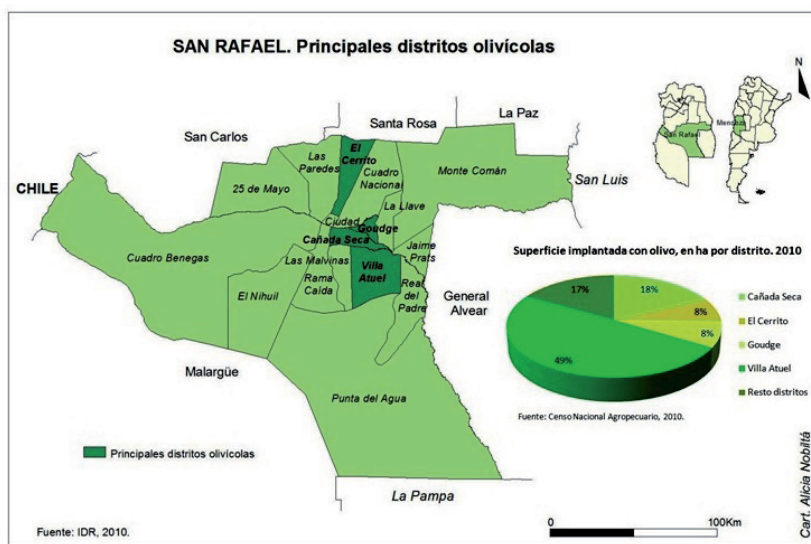 SAN RAFAEL. Principales distritos olivícolas
N
La Paz
Santa Rosa
San Carlos
Mendoza
San Rafael
El
Cerrito
Las
Paredes
Cuadro
Nacional
Monte Comán
San Luis
CHILE
25 de Mayo
La Llave
Ciudad
Goudge
Cañada Seca
Jaime
Prats
Cuadro Benegas
Las Malvinas
Villa
Atuel
Rama
Caída
El Nihuil
Real
del
Padre
General
Alvear
Malargüe
Punta del Agua
Superficie implantada con olivo, en ha por distrito. 2010
17%
18%
8%
8%
49%
Cañada Seca
El Cerrito
Goudge
Villa Atuel
Resto distritos
Fuente: Censo Nacional Agropecuario, 2010.
Principales distritos olivícolas
La Pampa
0
100Km
Fuente: IDR, 2010.
Cart. Alicia Nobiltá